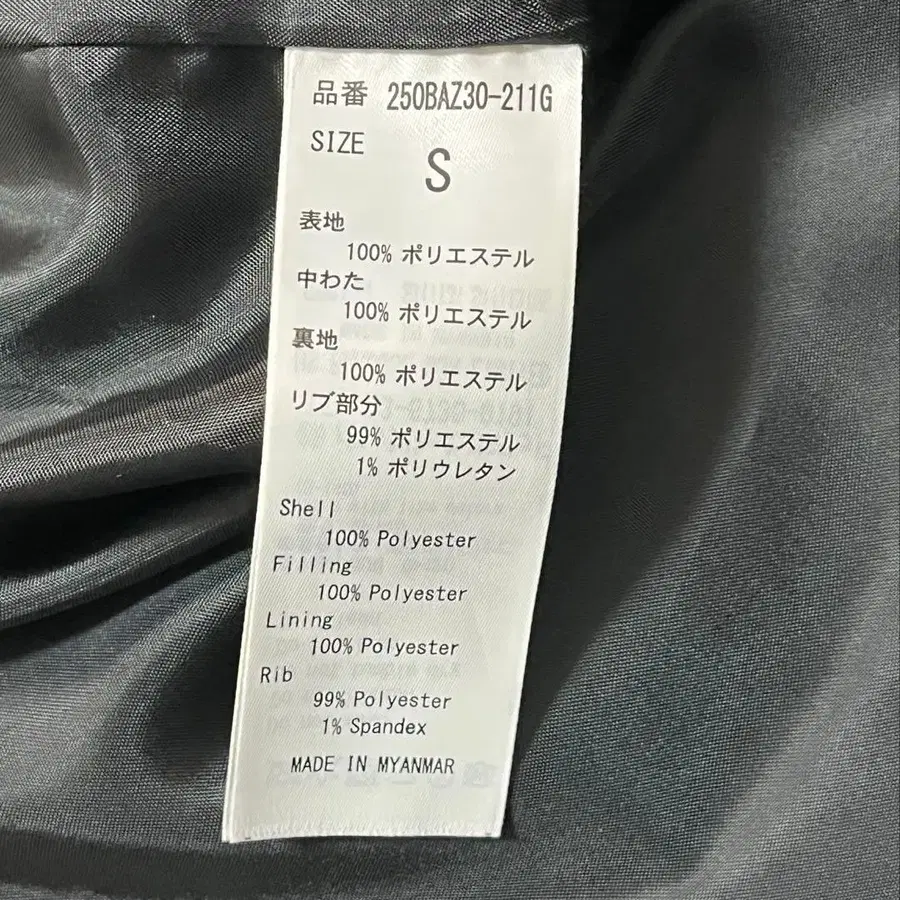 品番 250BAZ30-211G
SIZE
S
表地
100% ポリエステル
中わた
100% ポリエステル
裏地
100% ポリエステル
リブ部分
99% ポリエステル
1% ポリウレタン
Shell
100% Polyester
Filling
100% Polyester
Lining
100% Polyester
Rib
99% Polyester
1% Spandex
MADE IN MYANMAR